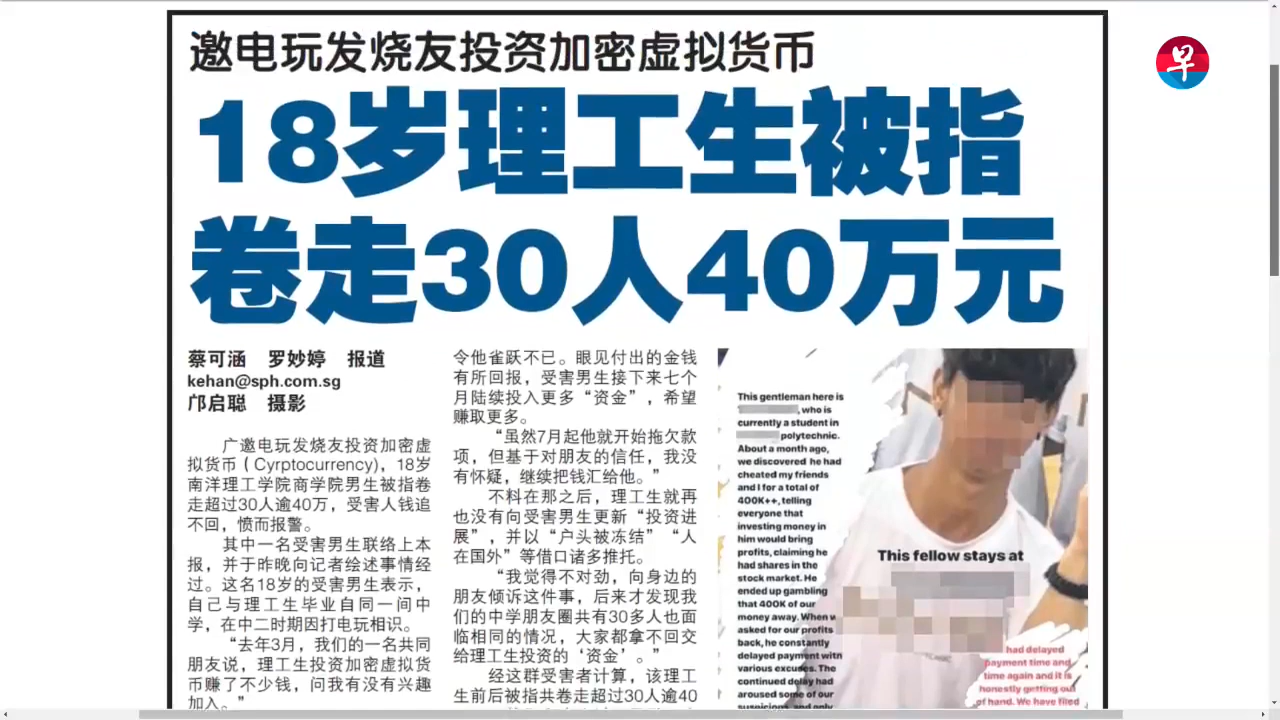 邀电玩发烧友投资加密虚拟货币
早
18岁理工生被指
卷走30人40万元
蔡可涵 罗妙婷 报道
kehan@sph.com.sg
邝启聪 摄影
广邀电玩发烧友投资加密虚
拟货币（Cyrptocurrency)，18岁
南洋理工学院商学院男生被指卷
走超过30人逾40万，受害人钱追
不回，愤而报警。
其中一名受害男生联络上本
报，并于昨晚向记者绘述事情经
过。这名18岁的受害男生表示，
自己与理工生毕业自同一间中
学，在中二时期因打电玩相识。
“去年3月，我们的一名共同
朋友说，理工生投资加密虚拟货
币赚了不少钱，问我有没有兴趣
加入。”
令他雀跃不已。眼见付出的金钱
有所回报，受害男生接下来七个
月陆续投入更多“资金”，希望
赚取更多。
“虽然7月起他就开始拖欠款
项，但基于对朋友的信任，我没
有怀疑，继续把钱汇给他。”
不料在那之后，理工生就再
也没有向受害男生更新“投资进
展”，并以“户头被冻结”“人
在国外”等借口诸多推托。
“我觉得不对劲，向身边的
朋友倾诉这件事，后来才发现我
们的中学朋友圈共有30多人也面
临相同的情况，大家都拿不回交
给理工生投资的‘资金’。”
经这群受害者计算，该理工
生前后被指共卷走超过30人逾40
This gentleman here is
, who is
currently a student in
polytechnic.
About a month ago,
we discovered he had
cheated my friends
and I for a total of
400K++, telling
everyone that
investing money in
him would bring
profits, claiming he
had shares in the
stock market. He
ended up gambling
that 400K of our
money away. When
asked for our profits
back, he constantly
delayed payment with
various excuses. The
continued delay had
aroused some of our
suspicions, and only
This fellow stays at
had delayed
payment time and
time again and it is
honestly getting out
of hand. We have filed